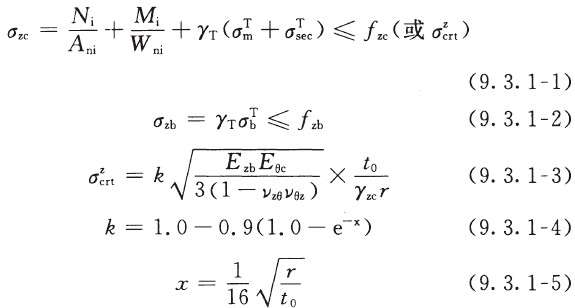 σ_zc = N_i/A_ni + M_i/W_ni + γ_T(σ_m^T + σ_sec^T) ≤ f_zc(或 σ_crt^z)
(9.3.1-1)
σ_zb = γ_T σ_b^T ≤ f_zb (9.3.1-2)
σ_crt^z = k √(E_zb E_θc / 3(1 − ν_zθ ν_θz)) × t_0/(γ_zc r) (9.3.1-3)
k = 1.0 − 0.9(1.0 − e^(−x)) (9.3.1-4)
x = 1/16 √(r/t_0) (9.3.1-5)